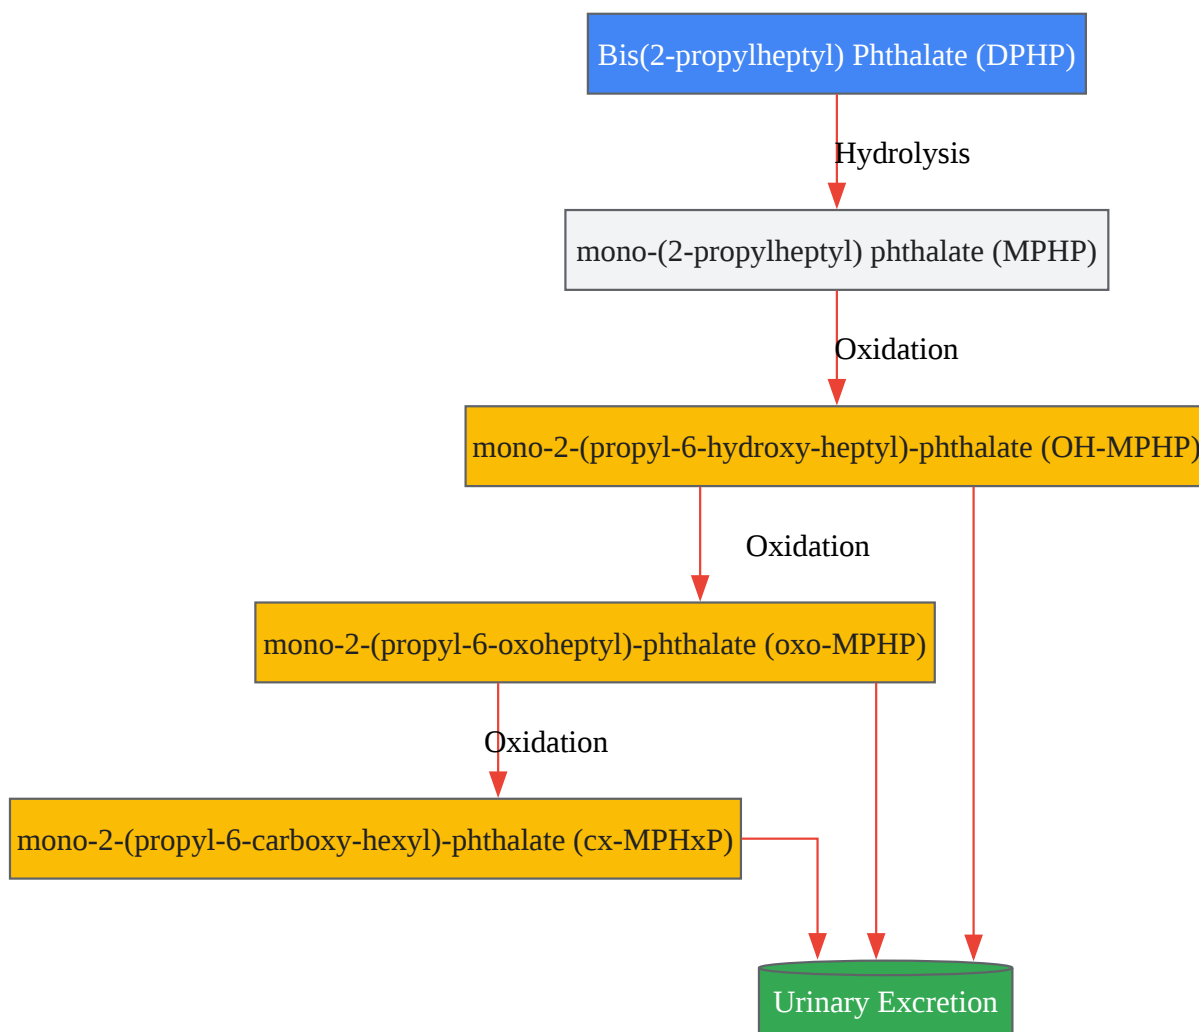 Bis(2-propylheptyl) Phthalate (DPHP)
Hydrolysis
mono-(2-propylheptyl) phthalate (MPHP)
Oxidation
mono-2-(propyl-6-hydroxy-heptyl)-phthalate (OH-MPHP)
Oxidation
mono-2-(propyl-6-oxoheptyl)-phthalate (oxo-MPHP)
Oxidation
mono-2-(propyl-6-carboxy-hexyl)-phthalate (cx-MPHxP)
Urinary Excretion